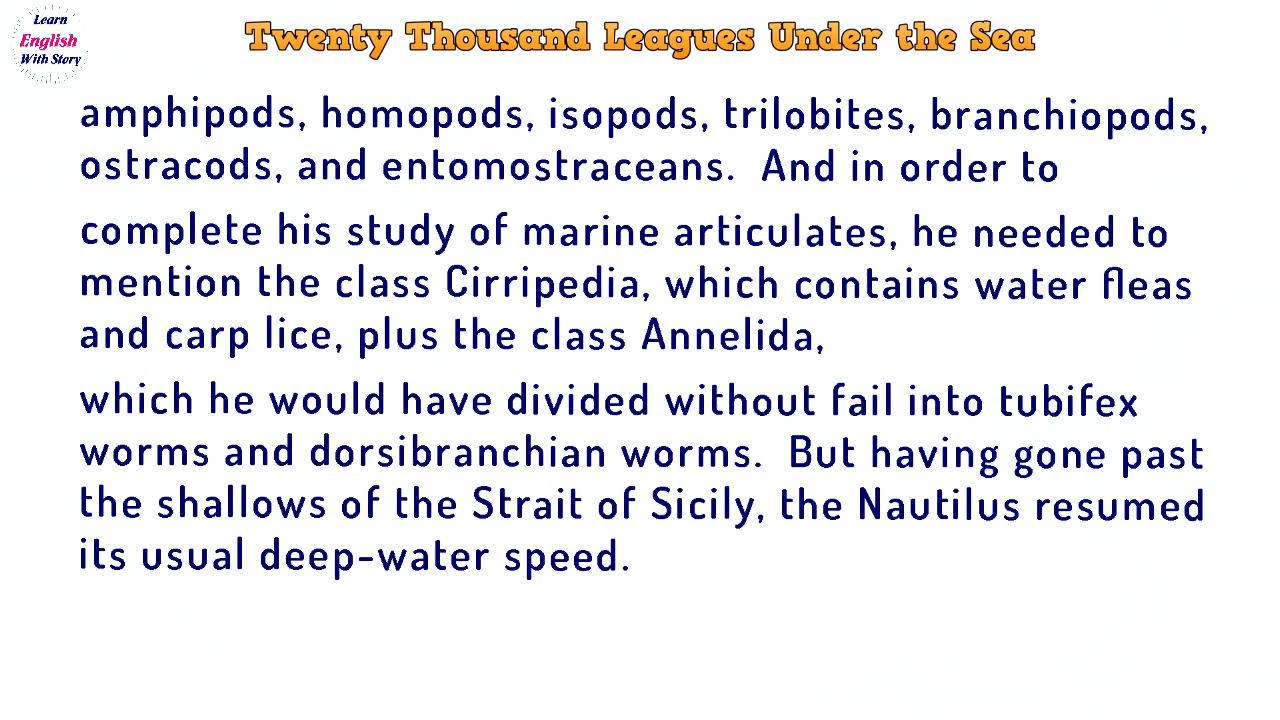 Learn
English
With Story
Twenty Thousand Leagues Under the Sea
amphipods, homopods, isopods, trilobites, branchiopods,
ostracods, and entomostraceans.  And in order to
complete his study of marine articulates, he needed to
mention the class Cirripedia, which contains water fleas
and carp lice, plus the class Annelida,
which he would have divided without fail into tubifex
worms and dorsibranchian worms.  But having gone past
the shallows of the Strait of Sicily, the Nautilus resumed
its usual deep-water speed.